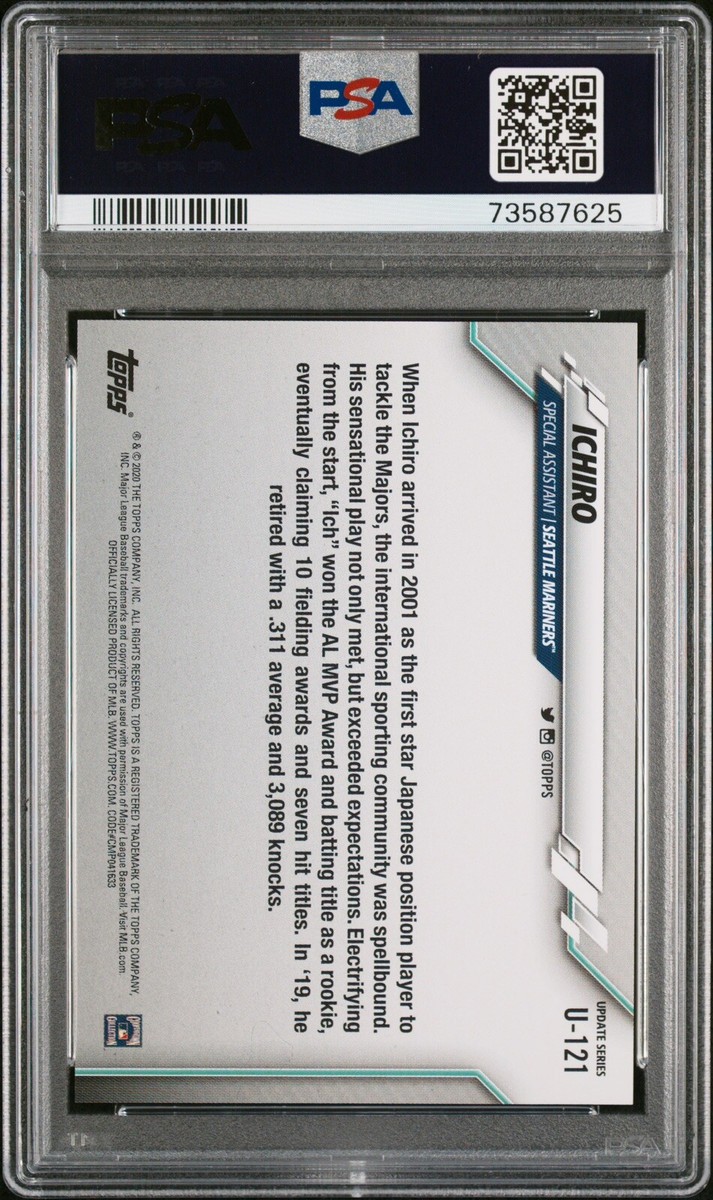 PSA
PSA
73587625
ICHIRO
SPECIAL ASSISTANT | SEATTLE MARINERS™
@TOPPS
UPDATE SERIES
U-121
When Ichiro arrived in 2001 as the first star Japanese position player to
tackle the Majors, the international sporting community was spellbound.
His sensational play not only met, but exceeded expectations. Electrifying
from the start, “Ich” won the AL MVP Award and batting title as a rookie,
eventually claiming 10 fielding awards and seven hit titles. In ‘19, he
retired with a .311 average and 3,089 knocks.
topps®
® & © 2020 THE TOPPS COMPANY, INC. ALL RIGHTS RESERVED. TOPPS IS A REGISTERED TRADEMARK OF THE TOPPS COMPANY,
INC. Major League Baseball trademarks and copyrights are used with permission of Major League Baseball. Visit MLB.com.
OFFICIALLY LICENSED PRODUCT OF MLB. WWW.TOPPS.COM. CODE#CMP041633
PSA